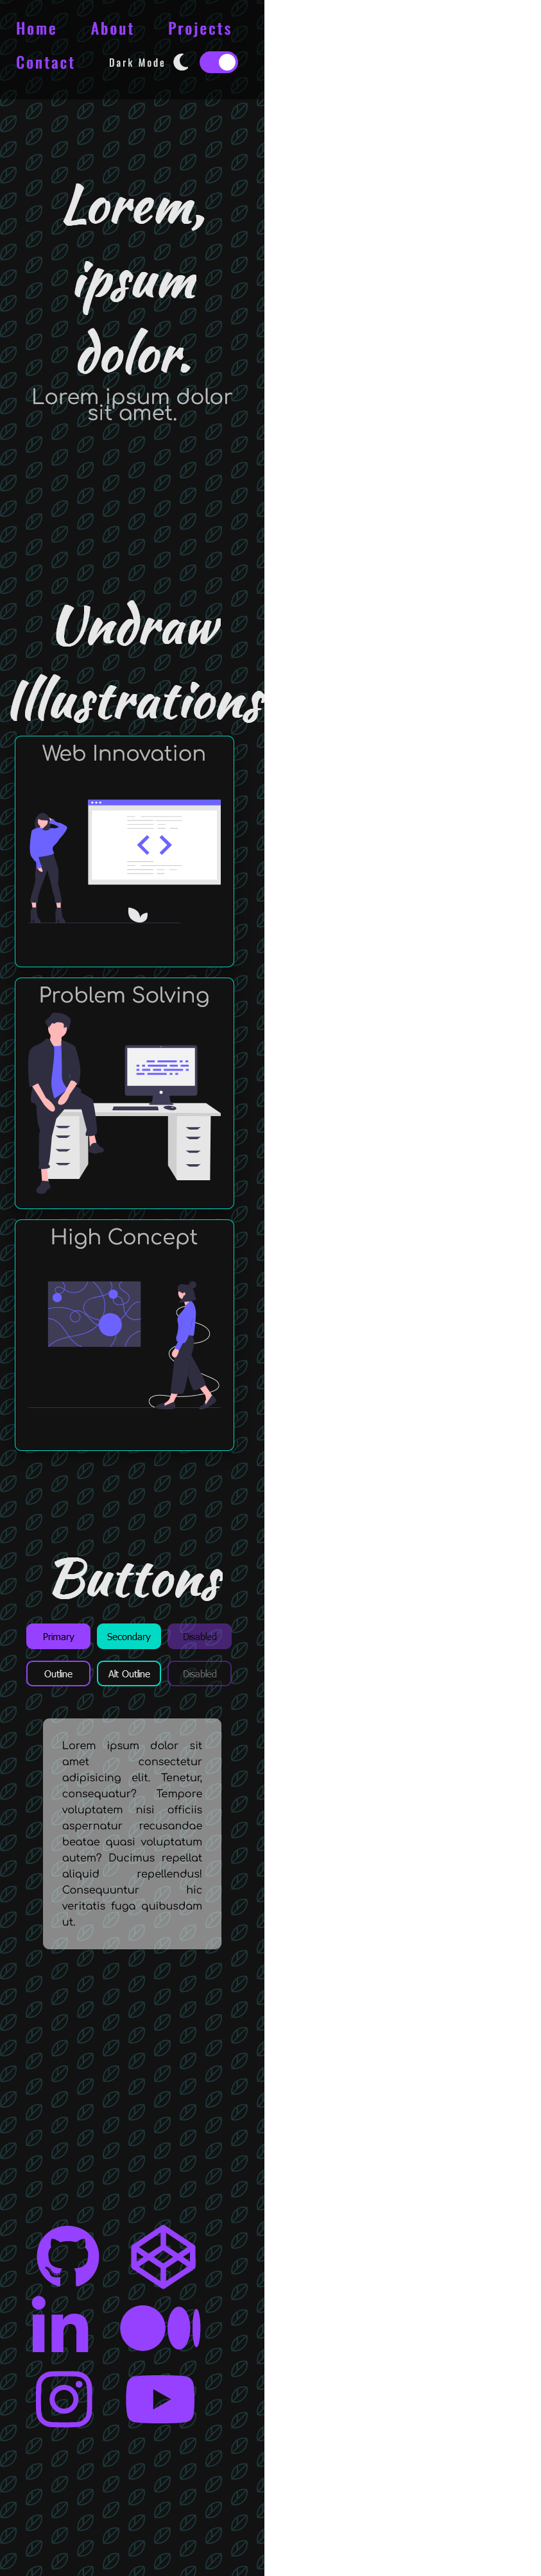 Home About Projects
Contact Dark Mode
Lorem,
ipsum
dolor.
Lorem ipsum dolor
sit amet.
Undraw
Illustrations
Web Innovation
Problem Solving
High Concept
Buttons
Primary Secondary Disabled
Outline Alt Outline Disabled
Lorem ipsum dolor sit
amet consectetur
adipisicing elit. Tenetur,
consequatur? Tempore
voluptatem nisi officiis
aspernatur recusandae
beatae quasi voluptatum
autem? Ducimus repellat
aliquid repellendus!
Consequuntur hic
veritatis fuga quibusdam
ut.